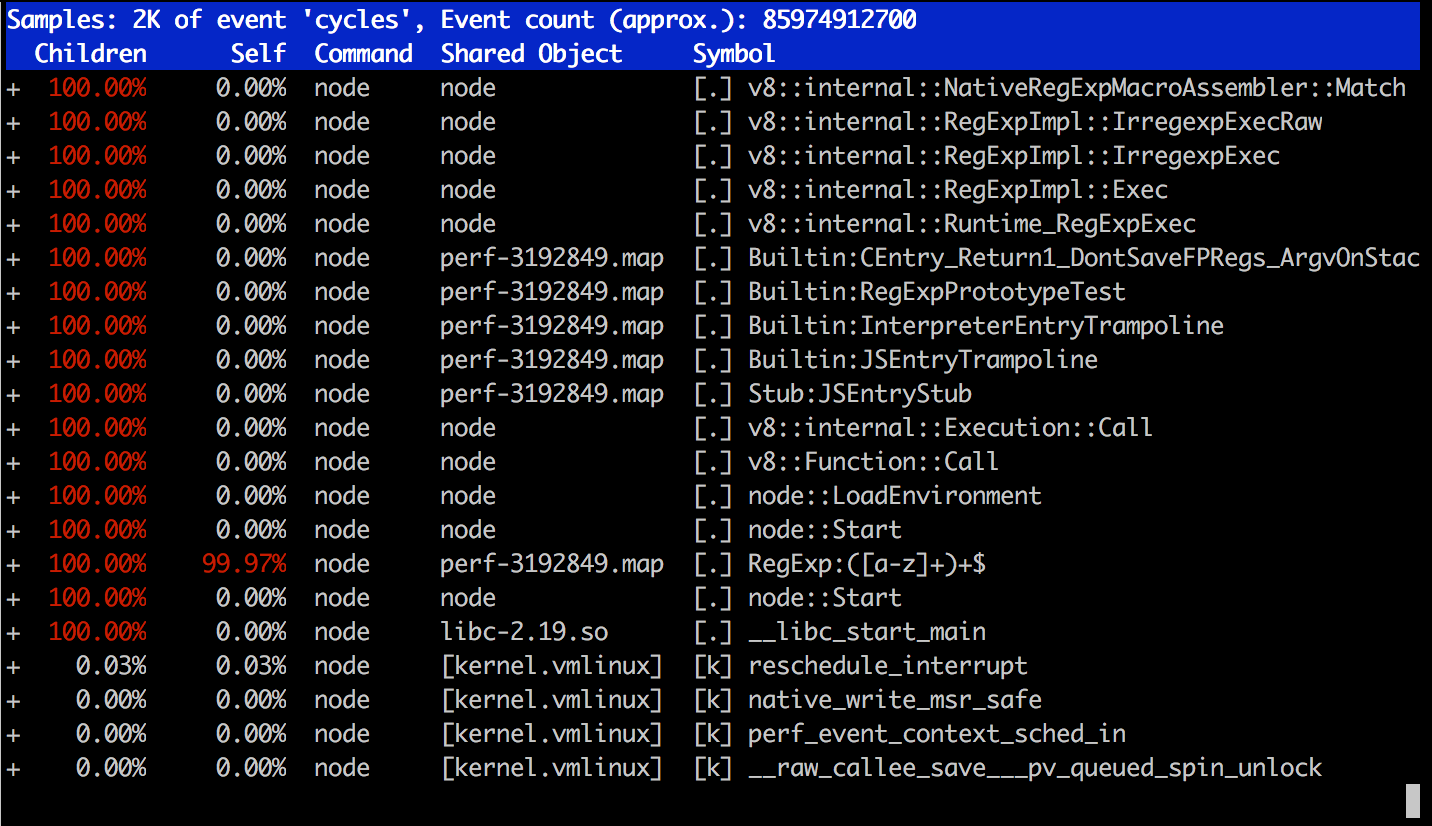 Samples: 2K of event 'cycles', Event count (approx.): 85974912700
Children Self Command Shared Object Symbol
+ 100.00% 0.00% node node [.] v8::internal::NativeRegExpMacroAssembler::Match
+ 100.00% 0.00% node node [.] v8::internal::RegExpImpl::IrregexpExecRaw
+ 100.00% 0.00% node node [.] v8::internal::RegExpImpl::IrregexpExec
+ 100.00% 0.00% node node [.] v8::internal::RegExpImpl::Exec
+ 100.00% 0.00% node node [.] v8::internal::Runtime_RegExpExec
+ 100.00% 0.00% node perf-3192849.map [.] Builtin:CEntry_Return1_DontSaveFPRegs_ArgvOnStac
+ 100.00% 0.00% node perf-3192849.map [.] Builtin:RegExpPrototypeTest
+ 100.00% 0.00% node perf-3192849.map [.] Builtin:InterpreterEntryTrampoline
+ 100.00% 0.00% node perf-3192849.map [.] Builtin:JSEntryTrampoline
+ 100.00% 0.00% node perf-3192849.map [.] Stub:JSEntryStub
+ 100.00% 0.00% node node [.] v8::internal::Execution::Call
+ 100.00% 0.00% node node [.] v8::Function::Call
+ 100.00% 0.00% node node [.] node::LoadEnvironment
+ 100.00% 0.00% node node [.] node::Start
+ 100.00% 99.97% node perf-3192849.map [.] RegExp:([a-z]+)+$
+ 100.00% 0.00% node node [.] node::Start
+ 100.00% 0.00% node libc-2.19.so [.] __libc_start_main
+ 0.03% 0.03% node [kernel.vmlinux] [k] reschedule_interrupt
+ 0.00% 0.00% node [kernel.vmlinux] [k] native_write_msr_safe
+ 0.00% 0.00% node [kernel.vmlinux] [k] perf_event_context_sched_in
+ 0.00% 0.00% node [kernel.vmlinux] [k] __raw_callee_save___pv_queued_spin_unlock